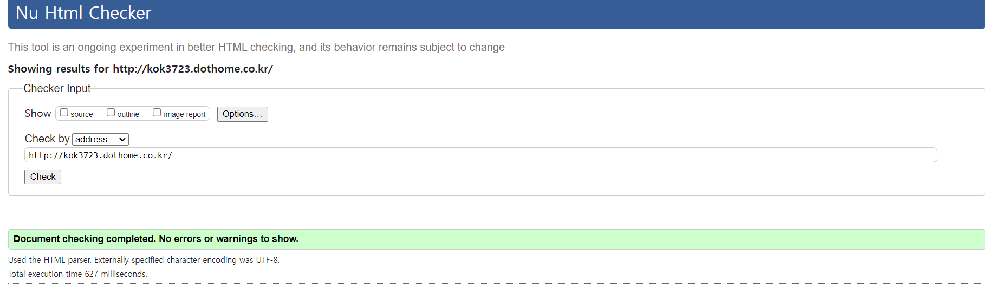 Nu Html Checker
This tool is an ongoing experiment in better HTML checking, and its behavior remains subject to change
Showing results for http://kok3723.dothome.co.kr/
Checker Input
Show source outline image report Options...
Check by address
http://kok3723.dothome.co.kr/
Check
Document checking completed. No errors or warnings to show.
Used the HTML parser. Externally specified character encoding was UTF-8.
Total execution time 627 milliseconds.